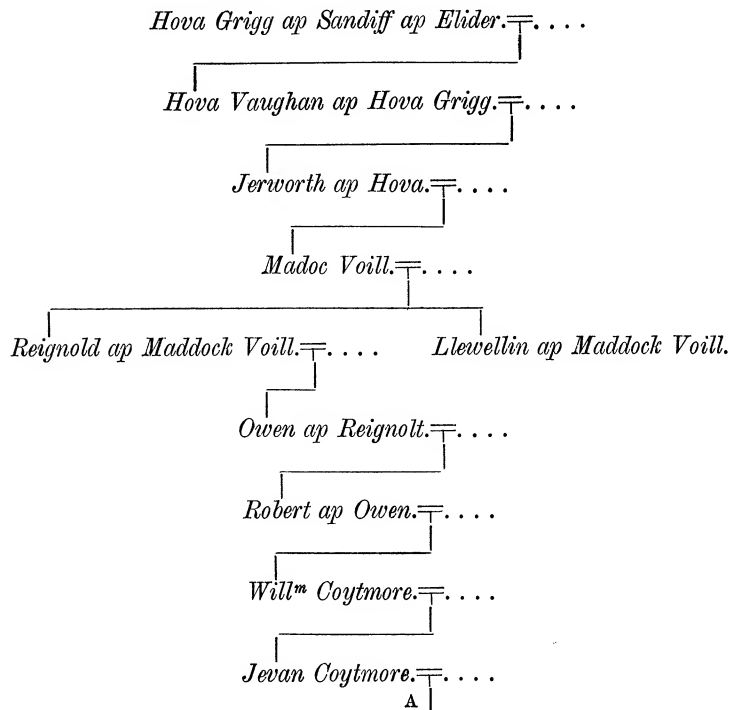 Hova Grigg ap Sandiff ap Elider.=. . . .
Hova Vaughan ap Hova Grigg.=. . . .
Jerworth ap Hova.=. . . .
Madoc Voill.=. . . .
Reignold ap Maddock Voill.=. . . . Llewellin ap Maddock Voill.
Owen ap Reignolt.=. . . .
Robert ap Owen.=. . . .
Willᵐ Coytmore.=. . . .
Jevan Coytmore.=. . . .
A